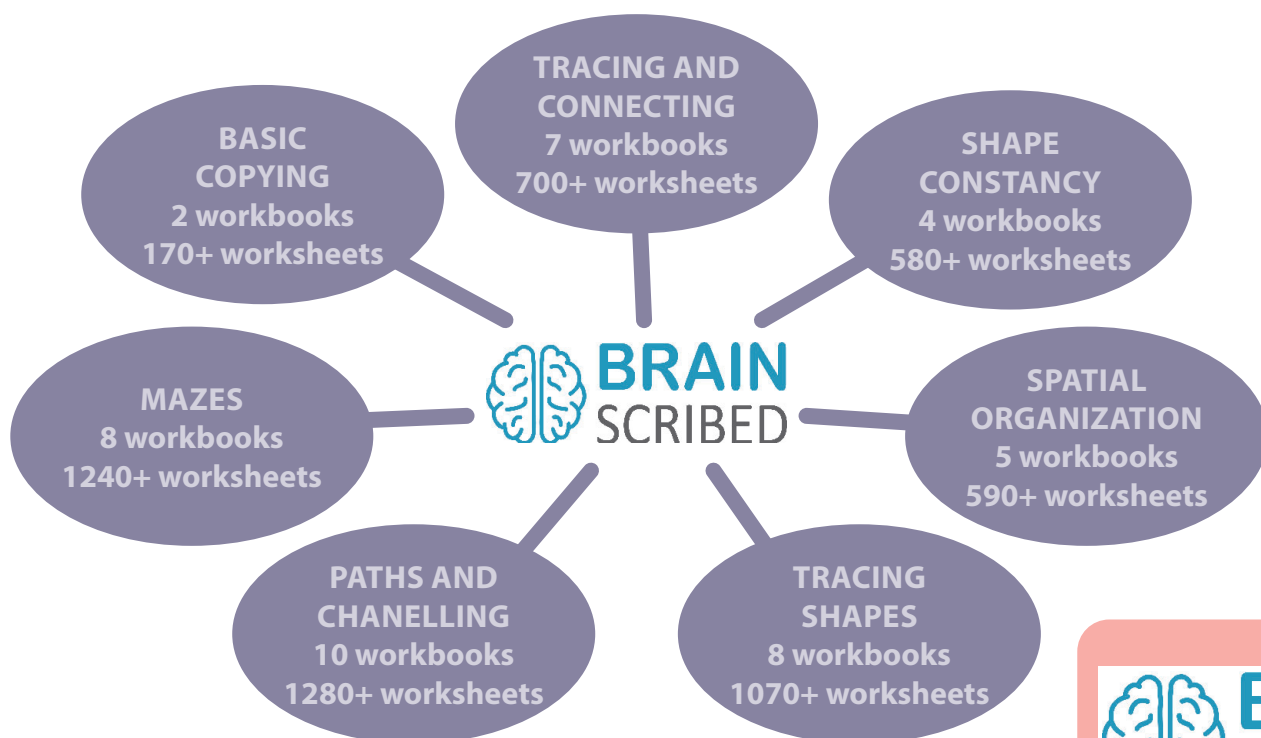 TRACING AND
CONNECTING
7 workbooks
700+ worksheets
BASIC
COPYING
2 workbooks
170+ worksheets
SHAPE
CONSTANCY
4 workbooks
580+ worksheets
BRAIN
SCRIBED
MAZES
8 workbooks
1240+ worksheets
SPATIAL
ORGANIZATION
5 workbooks
590+ worksheets
PATHS AND
CHANELLING
10 workbooks
1280+ worksheets
TRACING
SHAPES
8 workbooks
1070+ worksheets